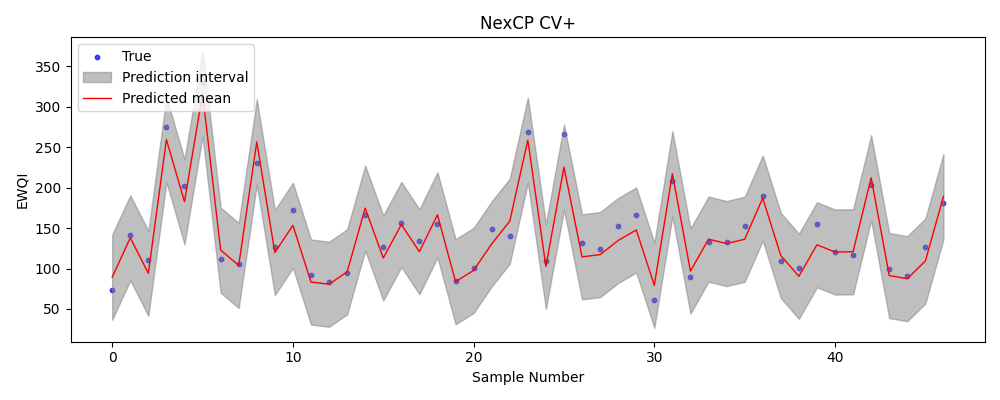 NexCP CV+
True
Prediction interval
Predicted mean
EWQI
350
300
250
200
150
100
50
0 10 20 30 40
Sample Number